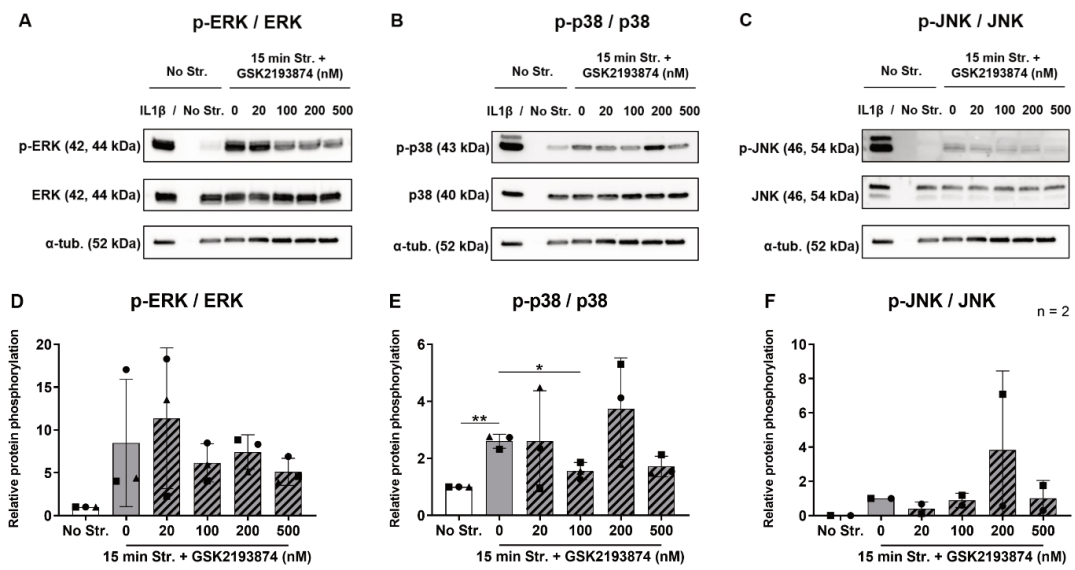 A
p-ERK / ERK
No Str.
15 min Str. +
GSK2193874 (nM)
IL1β / No Str. 0 20 100 200 500
p-ERK (42, 44 kDa)
ERK (42, 44 kDa)
α-tub. (52 kDa)
B
p-p38 / p38
No Str.
15 min Str. +
GSK2193874 (nM)
IL1β / No Str. 0 20 100 200 500
p-p38 (43 kDa)
p38 (40 kDa)
α-tub. (52 kDa)
C
p-JNK / JNK
No Str.
15 min Str. +
GSK2193874 (nM)
IL1β / No Str. 0 20 100 200 500
p-JNK (46, 54 kDa)
JNK (46, 54 kDa)
α-tub. (52 kDa)
D
p-ERK / ERK
Relative protein phosphorylation
20
15
10
5
0
No Str. 0 20 100 200 500
15 min Str. + GSK2193874 (nM)
E
p-p38 / p38
Relative protein phosphorylation
6
4
2
0
**
*
No Str. 0 20 100 200 500
15 min Str. + GSK2193874 (nM)
F
p-JNK / JNK
n = 2
Relative protein phosphorylation
10
8
6
4
2
0
No Str. 0 20 100 200 500
15 min Str. + GSK2193874 (nM)